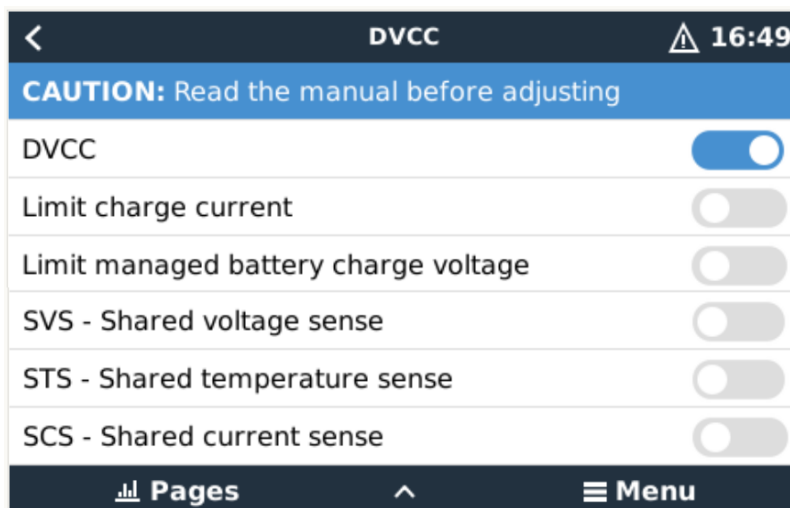 DVCC
16:49
CAUTION: Read the manual before adjusting
DVCC
Limit charge current
Limit managed battery charge voltage
SVS - Shared voltage sense
STS - Shared temperature sense
SCS - Shared current sense
Pages
Menu